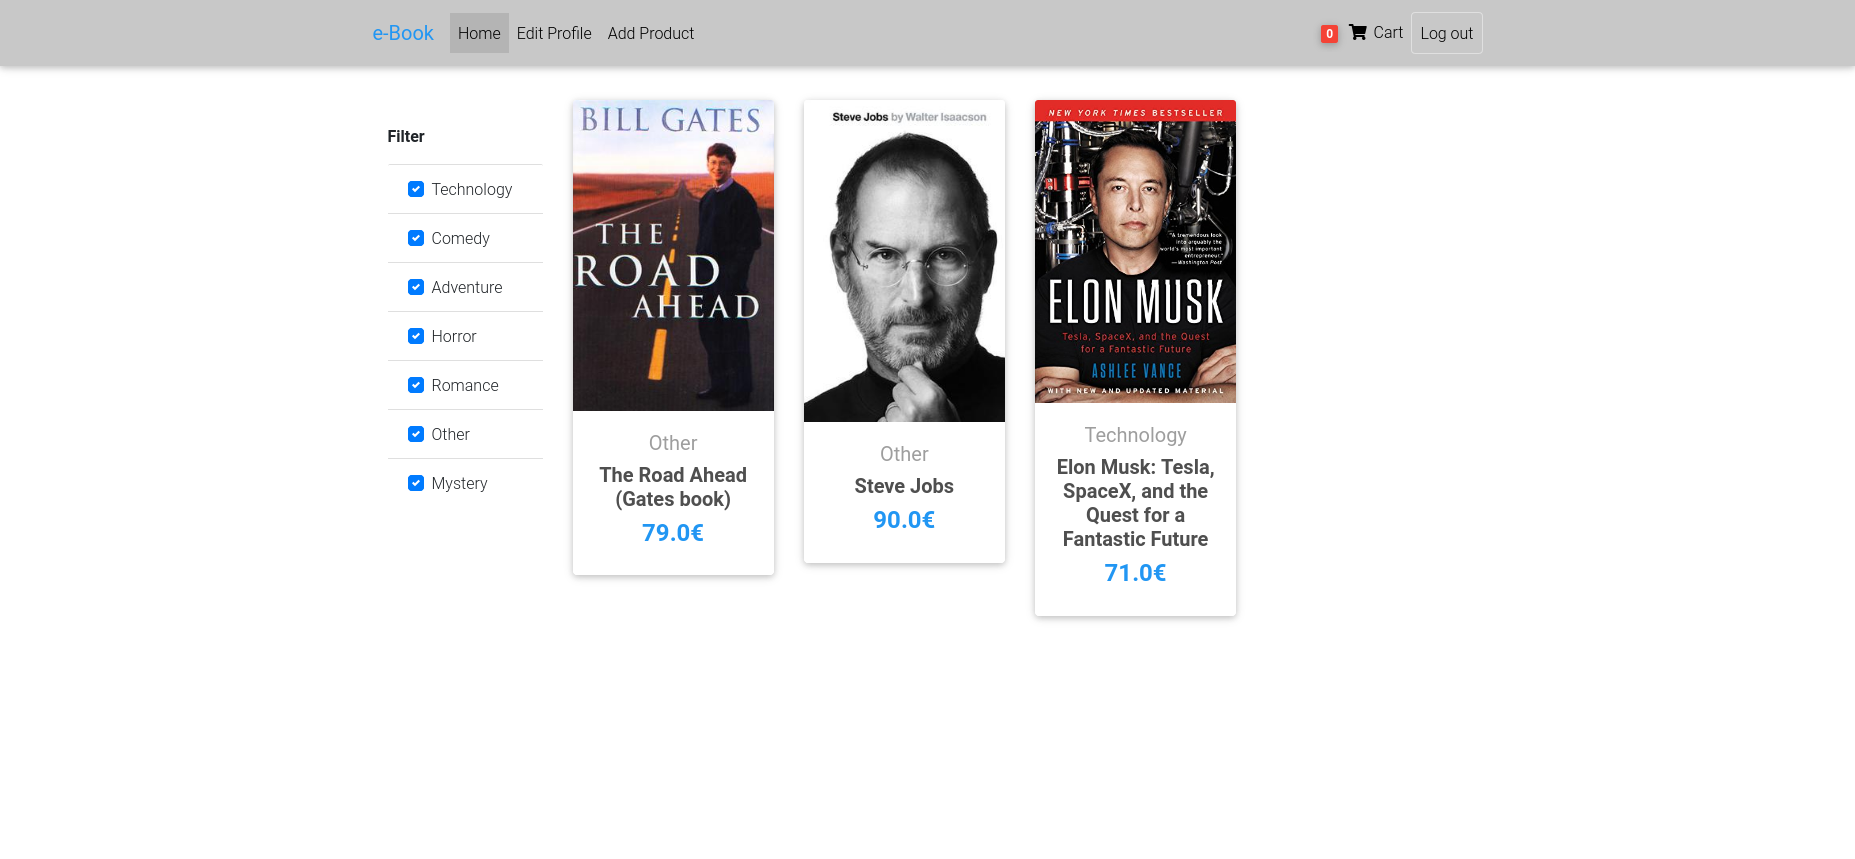 e-Book Home Edit Profile Add Product 0 Cart Log out
Filter
Technology
Comedy
Adventure
Horror
Romance
Other
Mystery
BILL GATES
THE
ROAD
AHEAD
Other
The Road Ahead
(Gates book)
79.0€
Steve Jobs by Walter Isaacson
Other
Steve Jobs
90.0€
NEW YORK TIMES BESTSELLER
"A tremendous look
into arguably the
world's most important
entrepreneur."
—Washington Post
ELON MUSK
Tesla, SpaceX, and the Quest
for a Fantastic Future
ASHLEE VANCE
WITH NEW AND UPDATED MATERIAL
Technology
Elon Musk: Tesla,
SpaceX, and the
Quest for a
Fantastic Future
71.0€